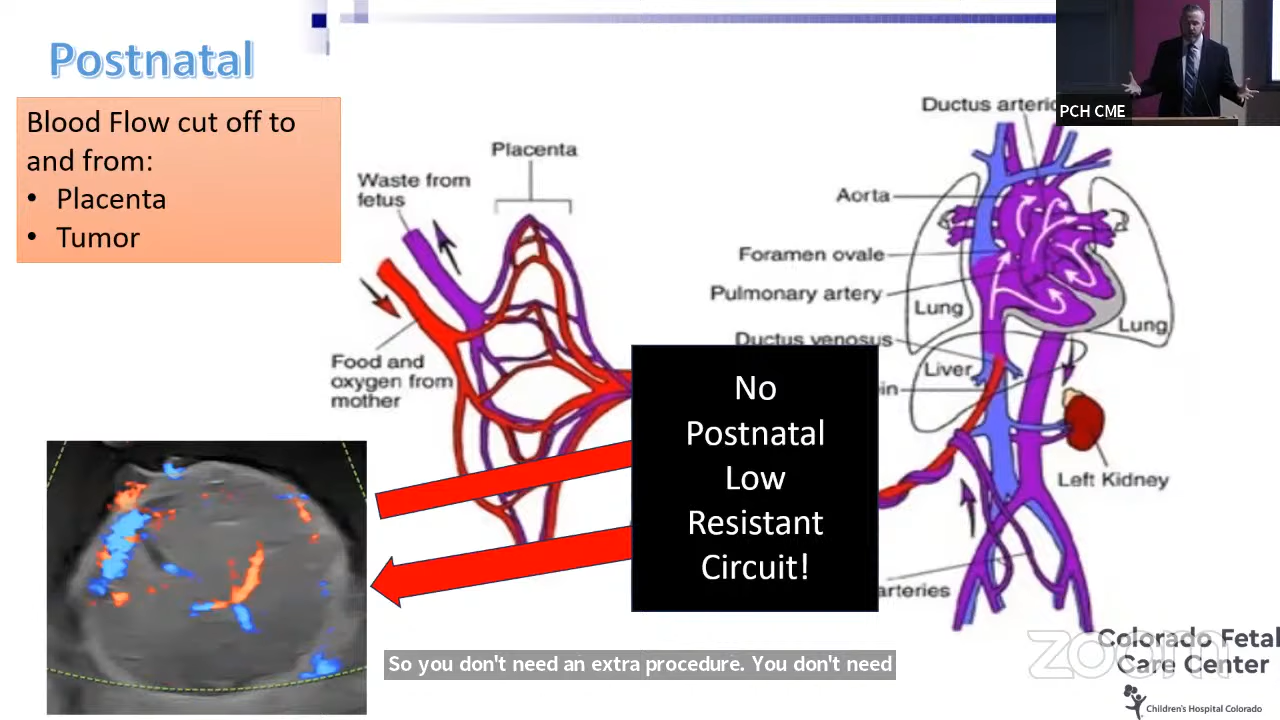 Postnatal
Blood Flow cut off to
and from:
• Placenta
• Tumor
Placenta
Waste from
fetus
Food and
oxygen from
mother
Ductus arterio
PCH CME
Aorta
Foramen ovale
Pulmonary artery
Lung
Lung
Ductus venosus
Liver
in
Left Kidney
arteries
No
Postnatal
Low
Resistant
Circuit!
So you don't need an extra procedure. You don't need
zoom
Colorado Fetal
Care Center
Children's Hospital Colorado